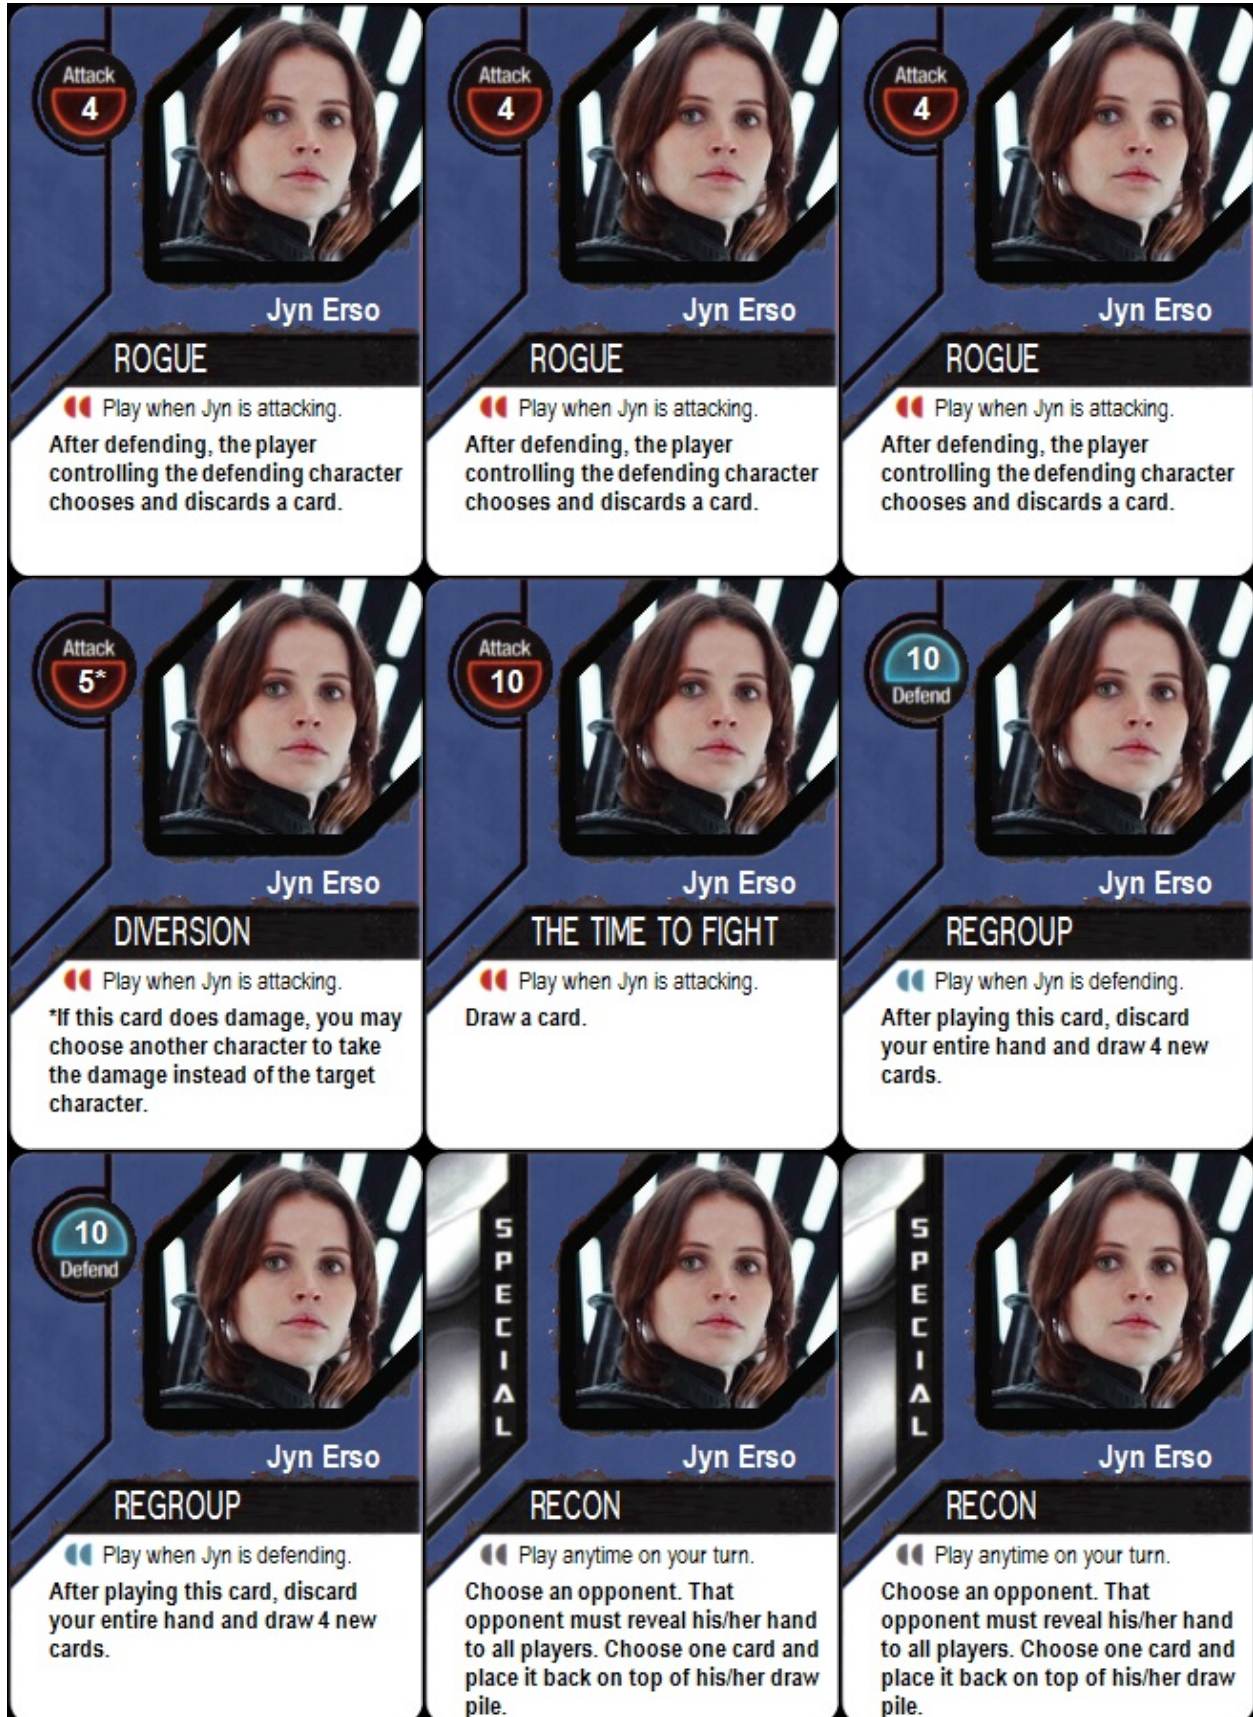 Attack
4
Jyn Erso
ROGUE
Play when Jyn is attacking.
After defending, the player
controlling the defending character
chooses and discards a card.
Attack
4
Jyn Erso
ROGUE
Play when Jyn is attacking.
After defending, the player
controlling the defending character
chooses and discards a card.
Attack
4
Jyn Erso
ROGUE
Play when Jyn is attacking.
After defending, the player
controlling the defending character
chooses and discards a card.
Attack
5*
Jyn Erso
DIVERSION
Play when Jyn is attacking.
*If this card does damage, you may
choose another character to take
the damage instead of the target
character.
Attack
10
Jyn Erso
THE TIME TO FIGHT
Play when Jyn is attacking.
Draw a card.
10
Defend
Jyn Erso
REGROUP
Play when Jyn is defending.
After playing this card, discard
your entire hand and draw 4 new
cards.
10
Defend
Jyn Erso
REGROUP
Play when Jyn is defending.
After playing this card, discard
your entire hand and draw 4 new
cards.
SPECIAL
Jyn Erso
RECON
Play anytime on your turn.
Choose an opponent. That
opponent must reveal his/her hand
to all players. Choose one card and
place it back on top of his/her draw
pile.
SPECIAL
Jyn Erso
RECON
Play anytime on your turn.
Choose an opponent. That
opponent must reveal his/her hand
to all players. Choose one card and
place it back on top of his/her draw
pile.